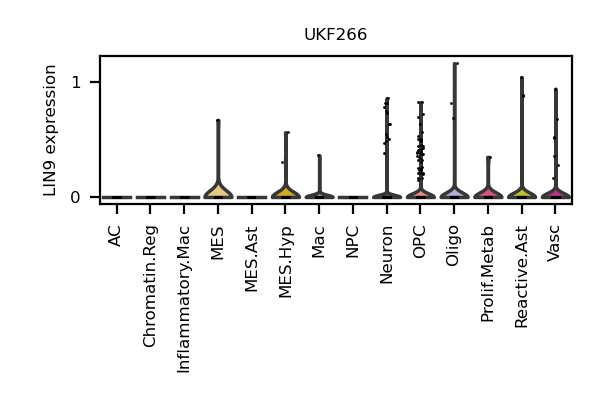 UKF266
LIN9 expression
1
0
AC
Chromatin.Reg
Inflammatory.Mac
MES
MES.Ast
MES.Hyp
Mac
NPC
Neuron
OPC
Oligo
Prolif.Metab
Reactive.Ast
Vasc